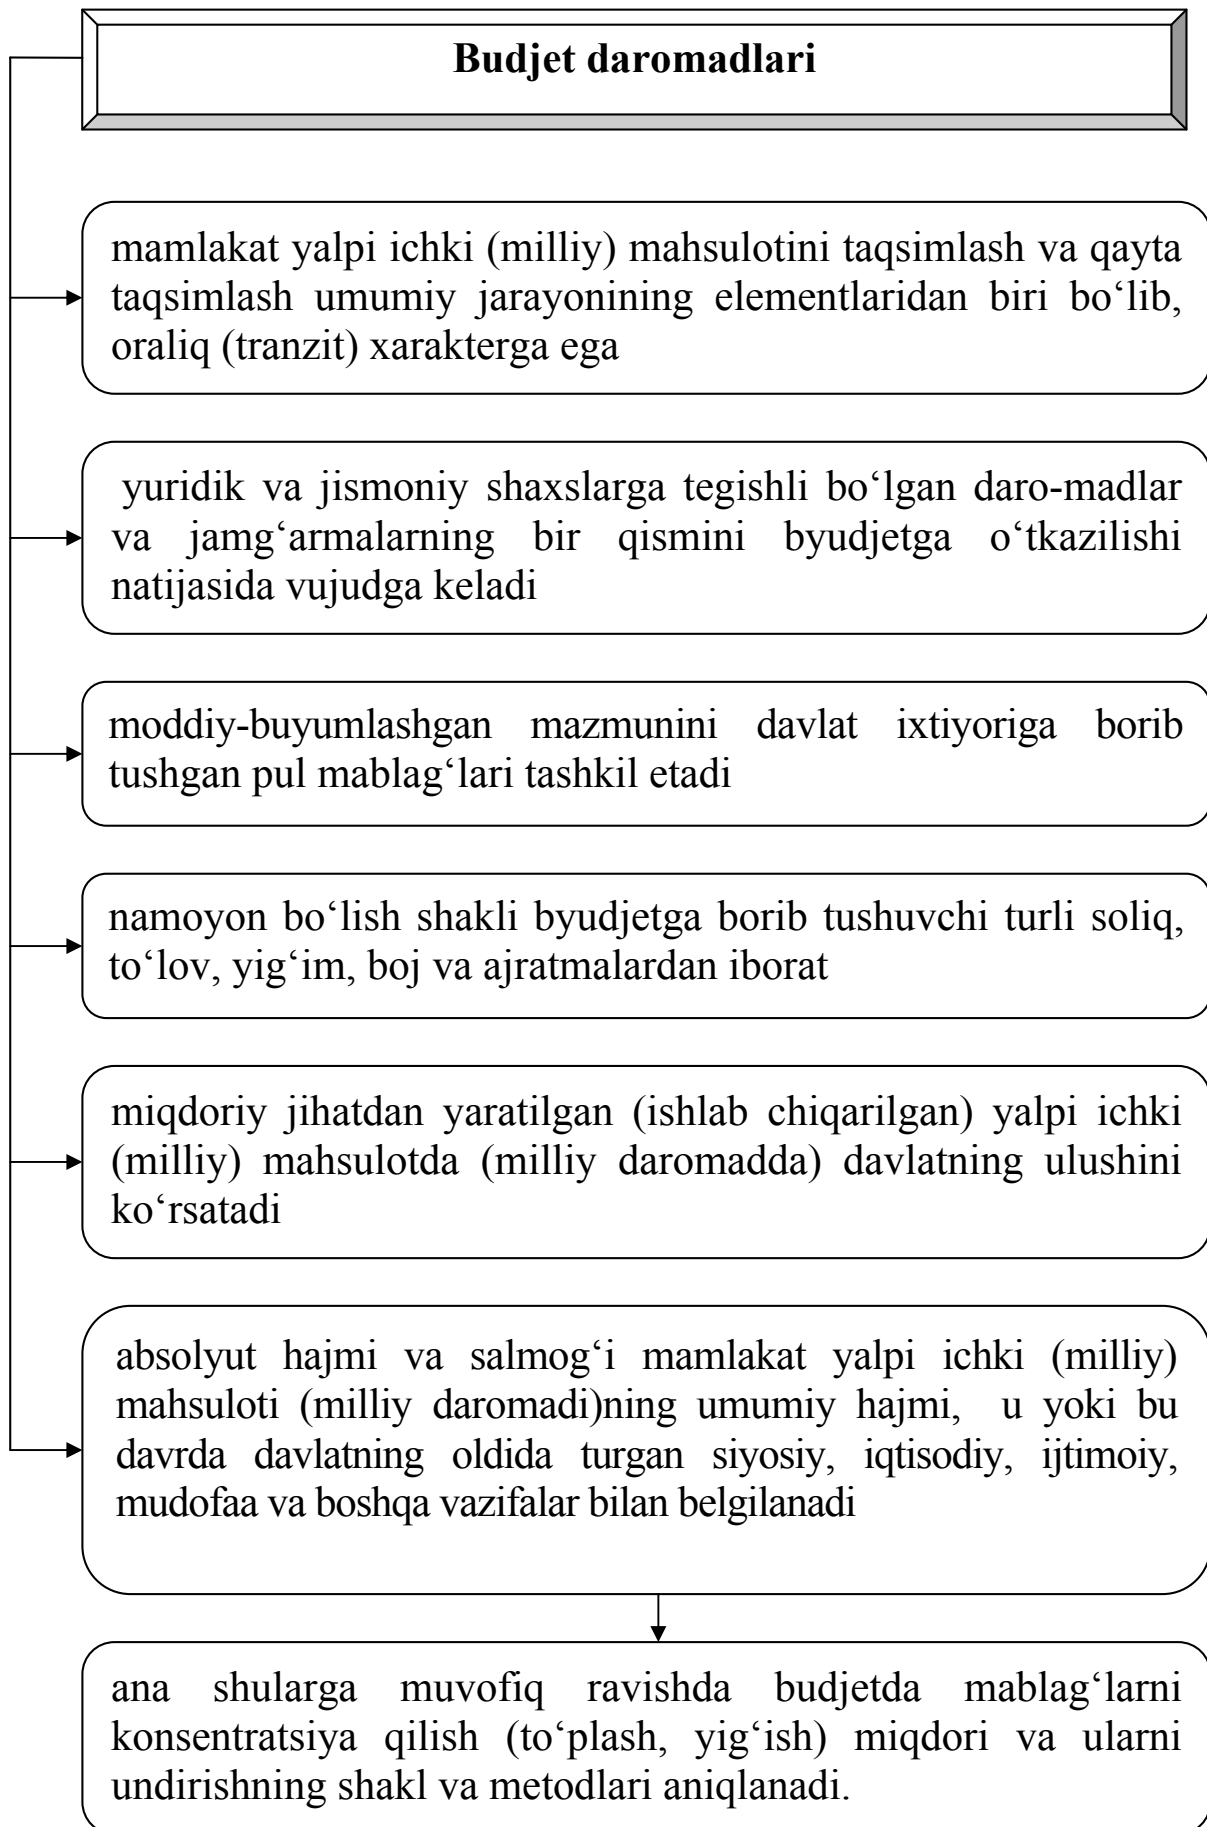 Budjet daromadlari
mamlakat yalpi ichki (milliy) mahsulotini taqsimlash va qayta
taqsimlash umumiy jarayonining elementlaridan biri bo‘lib,
oraliq (tranzit) xarakterga ega
yuridik va jismoniy shaxslarga tegishli bo‘lgan daro-madlar
va jamg‘armalarning bir qismini byudjetga o‘tkazilishi
natijasida vujudga keladi
moddiy-buyumlashgan mazmunini davlat ixtiyoriga borib
tushgan pul mablag‘lari tashkil etadi
namoyon bo‘lish shakli byudjetga borib tushuvchi turli soliq,
to‘lov, yig‘im, boj va ajratmalardan iborat
miqdoriy jihatdan yaratilgan (ishlab chiqarilgan) yalpi ichki
(milliy) mahsulotda (milliy daromadda) davlatning ulushini
ko‘rsatadi
absolyut hajmi va salmog‘i mamlakat yalpi ichki (milliy)
mahsuloti (milliy daromadi)ning umumiy hajmi, u yoki bu
davrda davlatning oldida turgan siyosiy, iqtisodiy, ijtimoiy,
mudofaa va boshqa vazifalar bilan belgilanadi
ana shularga muvofiq ravishda budjetda mablag‘larni
konsentratsiya qilish (to‘plash, yig‘ish) miqdori va ularni
undirishning shakl va metodlari aniqlanadi.